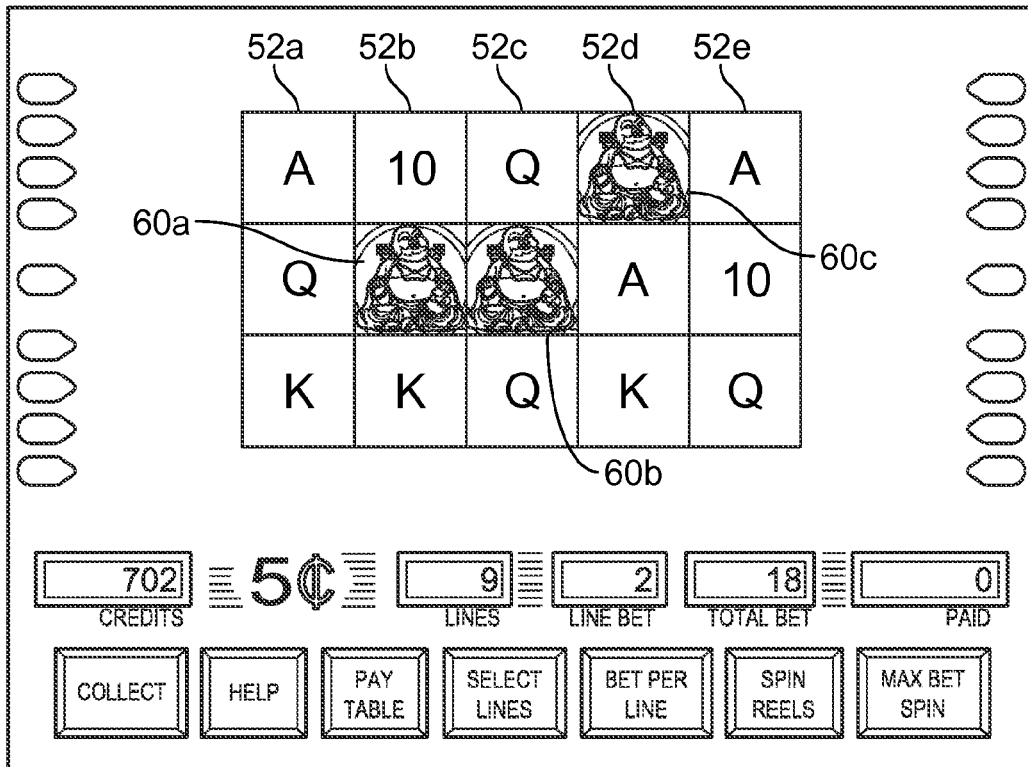 52a 52b 52c 52d 52e
A 10 Q A
60a
Q A 10
60c
K K Q K Q
60b
702 5¢ 9 2 18 0
CREDITS LINES LINE BET TOTAL BET PAID
COLLECT HELP PAY TABLE SELECT LINES BET PER LINE SPIN REELS MAX BET SPIN